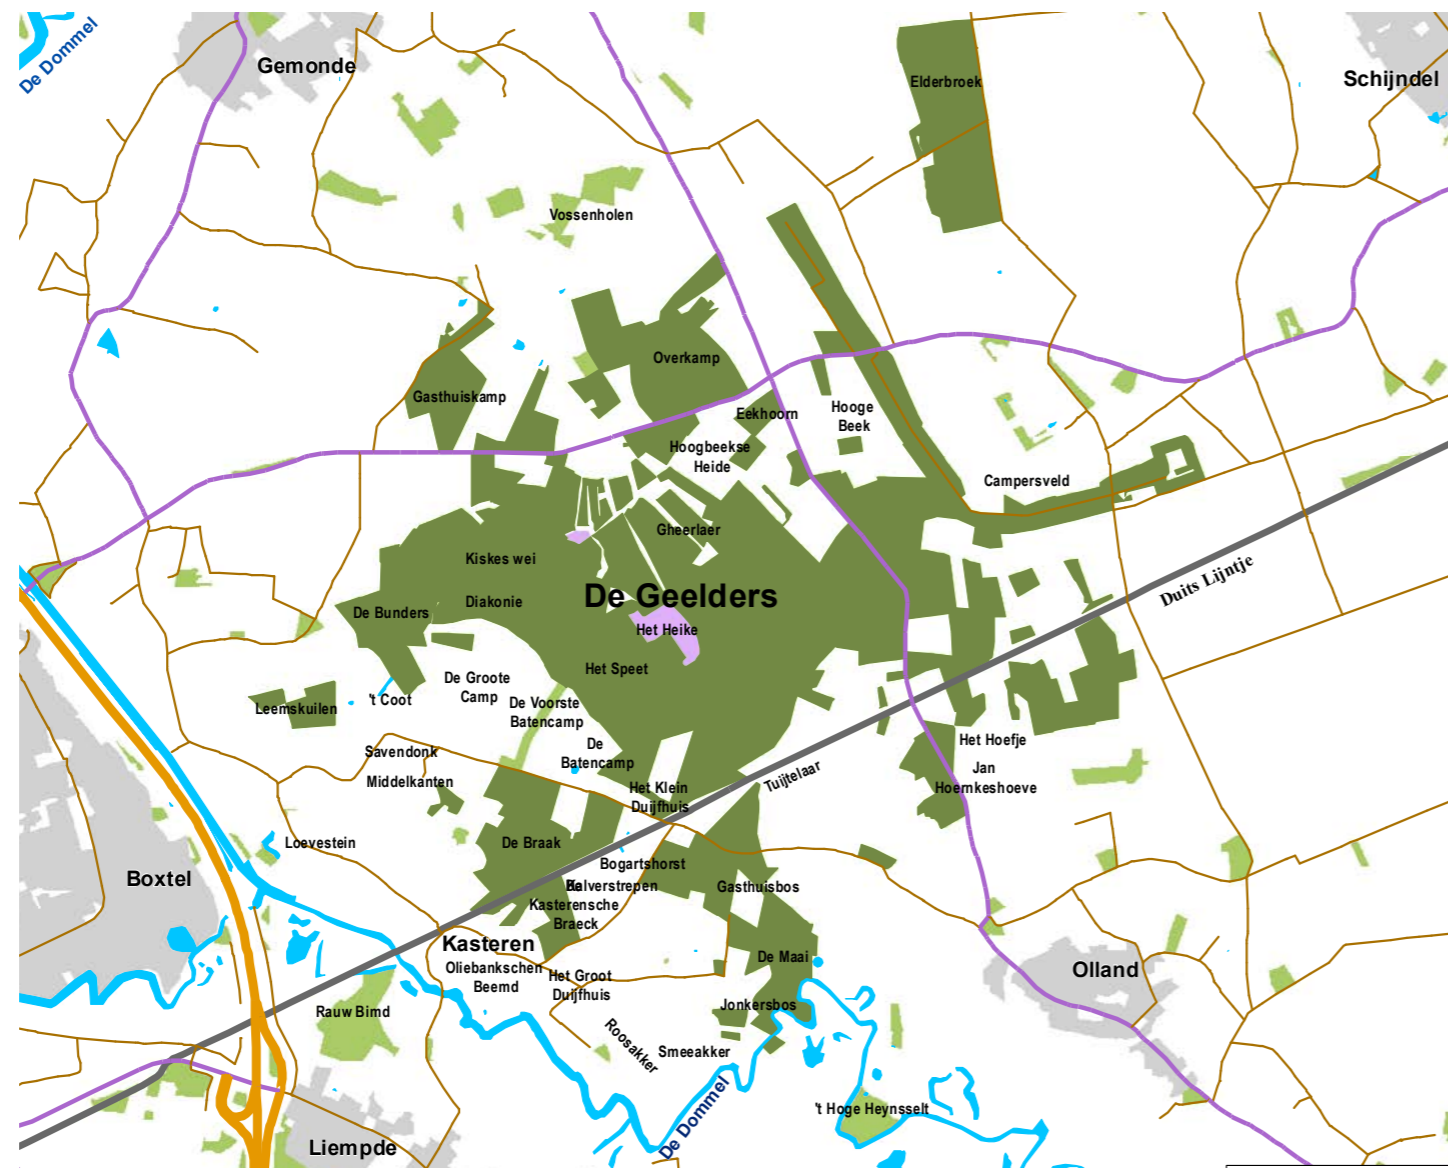 De Dommel
Gemonde
Schijndel
Elderbroek
Vossenholen
Overkamp
Gasthuiskamp
Eekhoorn
Hooge
Beek
Hoogbeekse
Heide
Campersveld
Gheerlaer
Kiskes wei
De Geelders
Duits Lijntje
Diakonie
De Bunders
Het Heike
Het Speet
De Groote
Camp
't Coot
Leemskuilen
De Voorste
Batencamp
De
Batencamp
Savendonk
Middelkanten
Het Hoefje
Jan
Hoernkeshoeve
Tuijtelaar
Het Klein
Duijfhuis
De Braak
Loevestein
Bogartshorst
Boxtel
De
Halverstrepen
Gasthuisbos
Kasterensche
Braeck
Kasteren
De Maai
Oliebankschen
Beemd
Het Groot
Duijfhuis
Olland
Rauw Bimd
Jonkersbos
Roosakker
Smeeakker
't Hoge Heynsselt
De Dommel
Liempde